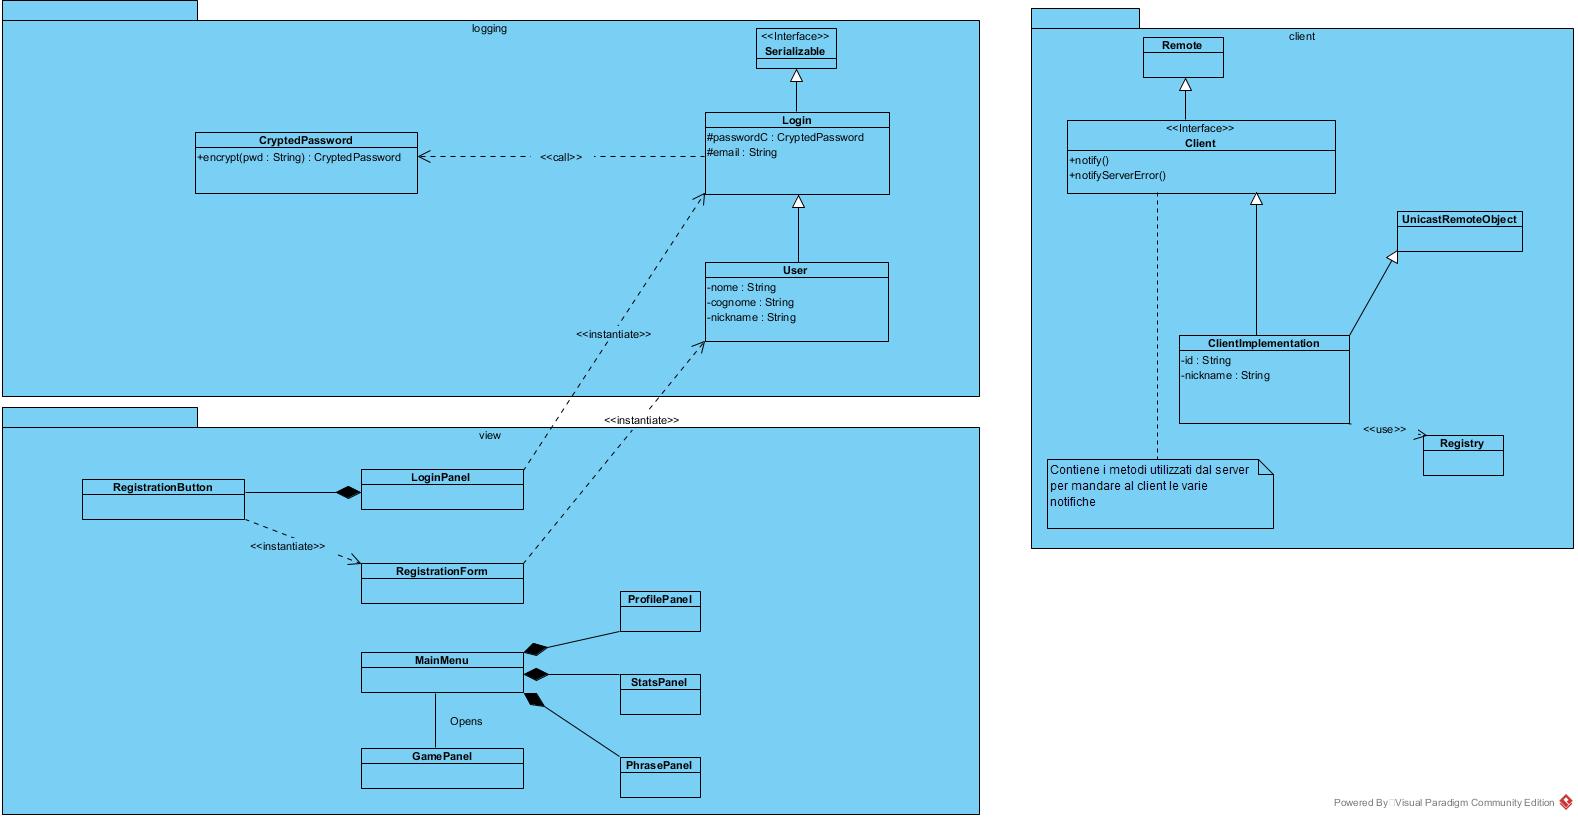 logging
<<Interface>>
Serializable
CryptedPassword
+encrypt(pwd : String) : CryptedPassword
<<call>>
Login
#passwordC : CryptedPassword
#email : String
User
-nome : String
-cognome : String
-nickname : String
<<instantiate>>
<<instantiate>>
view
RegistrationButton
LoginPanel
<<instantiate>>
RegistrationForm
ProfilePanel
MainMenu
StatsPanel
Opens
GamePanel
PhrasePanel
client
Remote
<<Interface>>
Client
+notify()
+notifyServerError()
UnicastRemoteObject
ClientImplementation
-id : String
-nickname : String
<<use>>
Registry
Contiene i metodi utilizzati dal server
per mandare al client le varie
notifiche
Powered By Visual Paradigm Community Edition